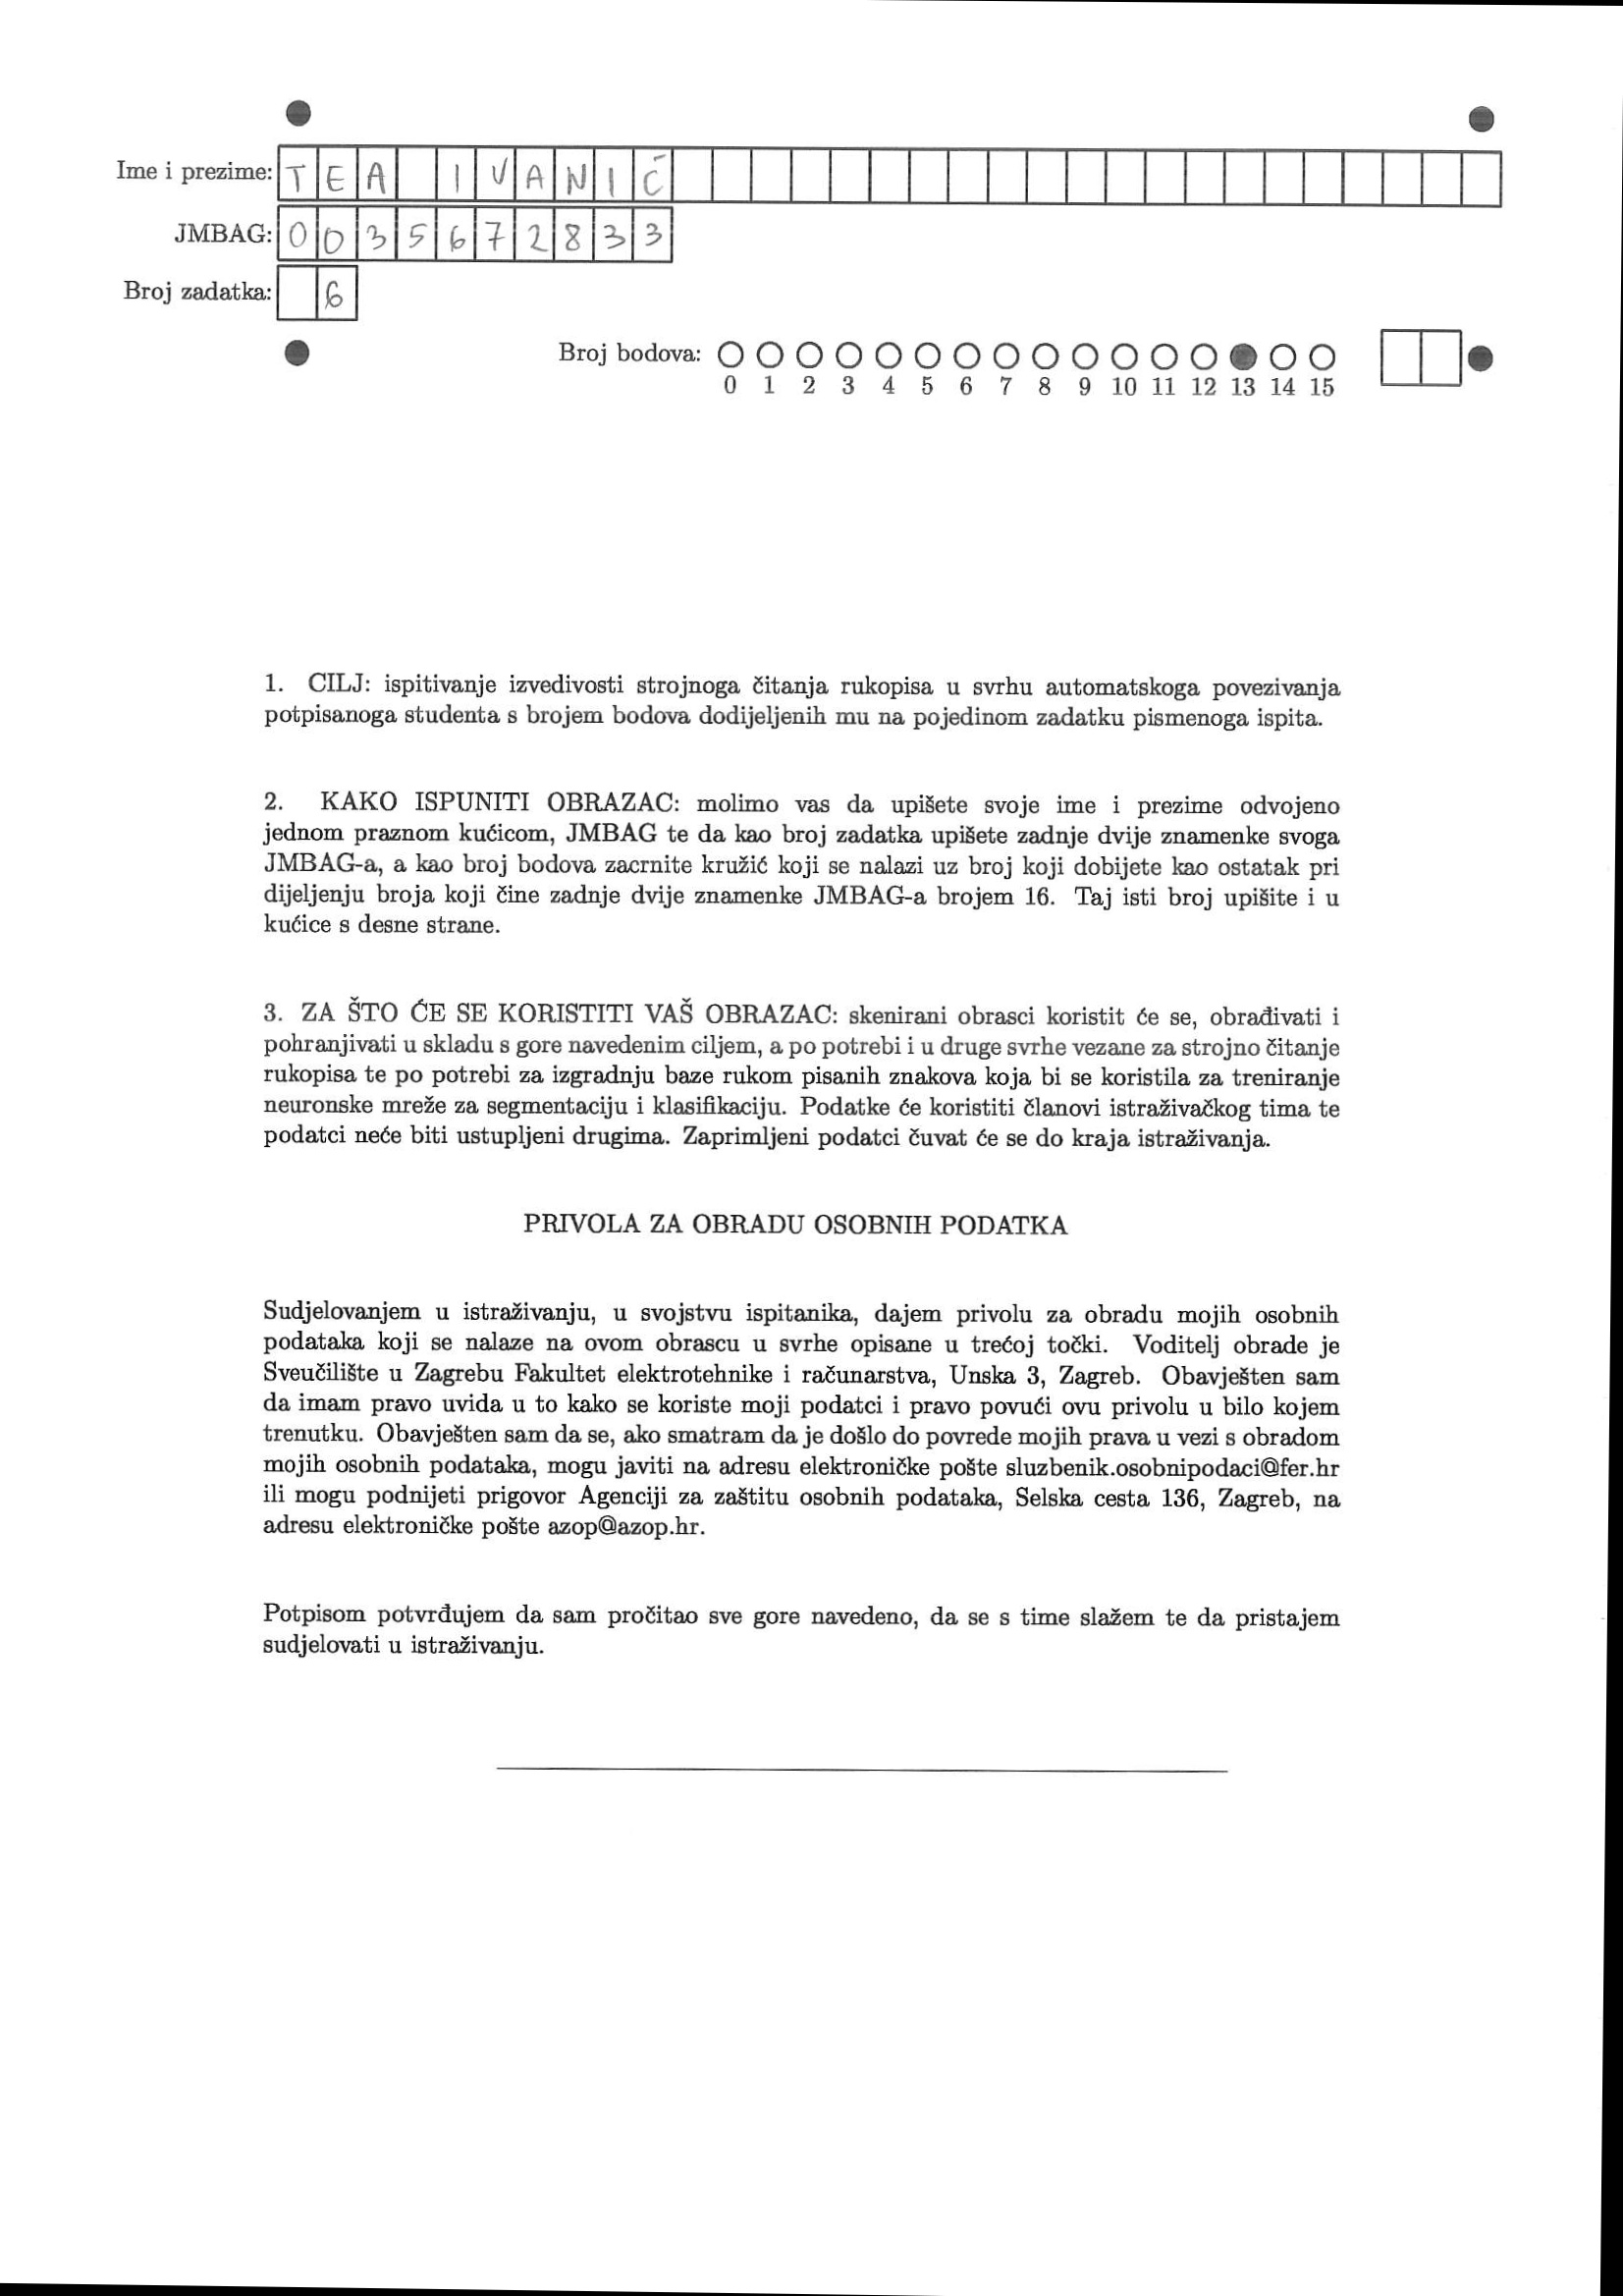 Ime i prezime: TEA IVANIĆ
JMBAG: 0035672833
Broj zadatka: 6
Broj bodova:
0 1 2 3 4 5 6 7 8 9 10 11 12 13 14 15
1. CILJ: ispitivanje izvedivosti strojnoga čitanja rukopisa u svrhu automatskoga povezivanja
potpisanoga studenta s brojem bodova dodijeljenih mu na pojedinom zadatku pismenoga ispita.
2. KAKO ISPUNITI OBRAZAC: molimo vas da upišete svoje ime i prezime odvojeno
jednom praznom kućicom, JMBAG te da kao broj zadatka upišete zadnje dvije znamenke svoga
JMBAG-a, a kao broj bodova zacrnite kružić koji se nalazi uz broj koji dobijete kao ostatak pri
dijeljenju broja koji čine zadnje dvije znamenke JMBAG-a brojem 16. Taj isti broj upišite i u
kućice s desne strane.
3. ZA ŠTO ĆE SE KORISTITI VAŠ OBRAZAC: skenirani obrasci koristit će se, obrađivati i
pohranjivati u skladu s gore navedenim ciljem, a po potrebi i u druge svrhe vezane za strojno čitanje
rukopisa te po potrebi za izgradnju baze rukom pisanih znakova koja bi se koristila za treniranje
neuronske mreže za segmentaciju i klasifikaciju. Podatke će koristiti članovi istraživačkog tima te
podatci neće biti ustupljeni drugima. Zaprimljeni podatci čuvat će se do kraja istraživanja.
PRIVOLA ZA OBRADU OSOBNIH PODATKA
Sudjelovanjem u istraživanju, u svojstvu ispitanika, dajem privolu za obradu mojih osobnih
podataka koji se nalaze na ovom obrascu u svrhe opisane u trećoj točki. Voditelj obrade je
Sveučilište u Zagrebu Fakultet elektrotehnike i računarstva, Unska 3, Zagreb. Obavješten sam
da imam pravo uvida u to kako se koriste moji podatci i pravo povući ovu privolu u bilo kojem
trenutku. Obavješten sam da se, ako smatram da je došlo do povrede mojih prava u vezi s obradom
mojih osobnih podataka, mogu javiti na adresu elektroničke pošte sluzbenik.osobnipodaci@fer.hr
ili mogu podnijeti prigovor Agenciji za zaštitu osobnih podataka, Selska cesta 136, Zagreb, na
adresu elektroničke pošte azop@azop.hr.
Potpisom potvrđujem da sam pročitao sve gore navedeno, da se s time slažem te da pristajem
sudjelovati u istraživanju.